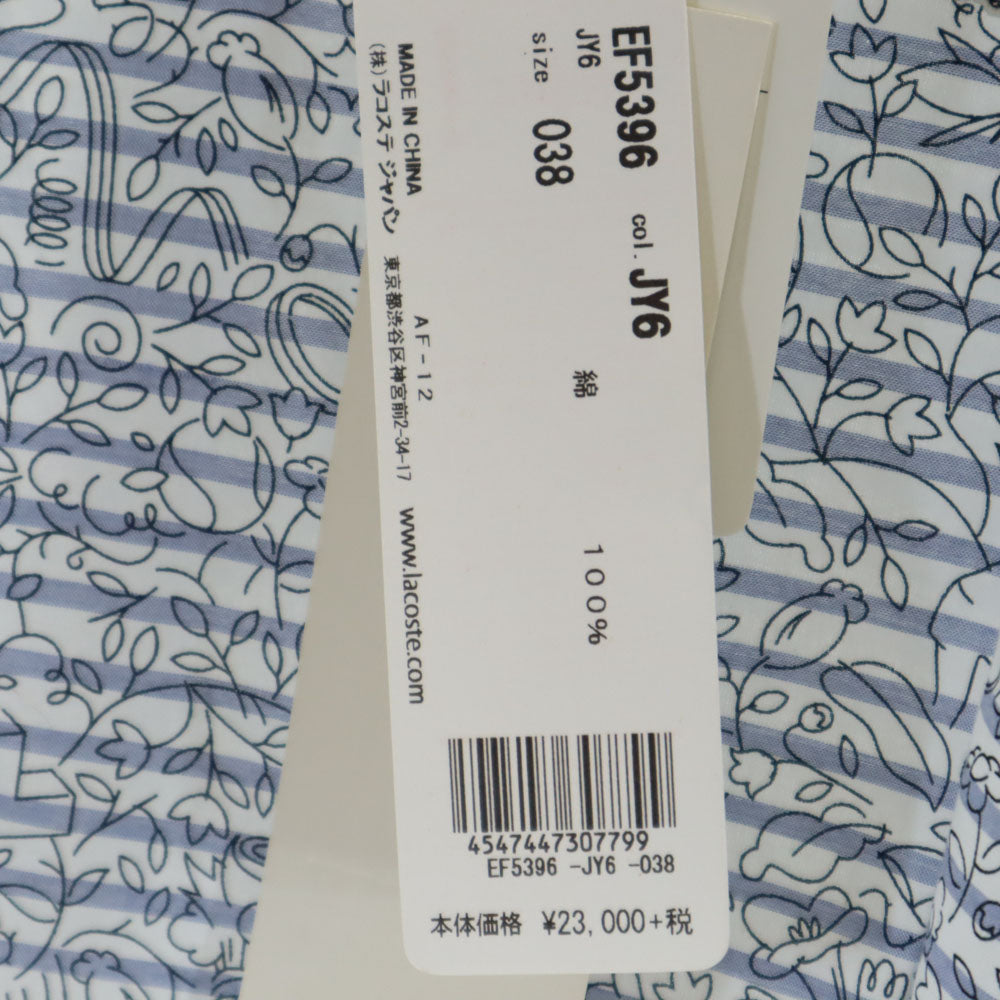 EF5396 col. JY6
JY6
size 038
綿 100%
MADE IN CHINA AF-12
(株)ラコステ ジャパン 東京都渋谷区神宮前2-34-17 www.lacoste.com
4547447307799
EF5396 -JY6 -038
本体価格 ¥23,000+税